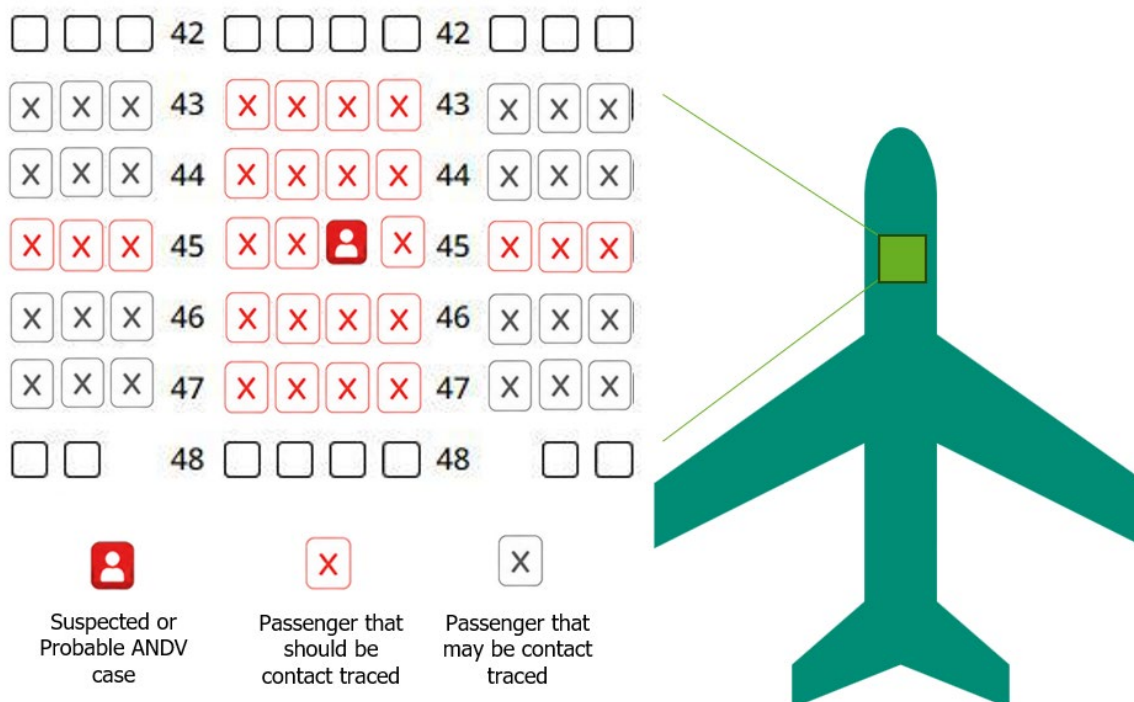 42 42
X X X 43 X X X X 43 X X X
X X X 44 X X X X 44 X X X
X X X 45 X X X 45 X X X
X X X 46 X X X X 46 X X X
X X X 47 X X X X 47 X X X
48 48
X X
Suspected or
Probable ANDV
case
Passenger that
should be
contact traced
Passenger that
may be contact
traced